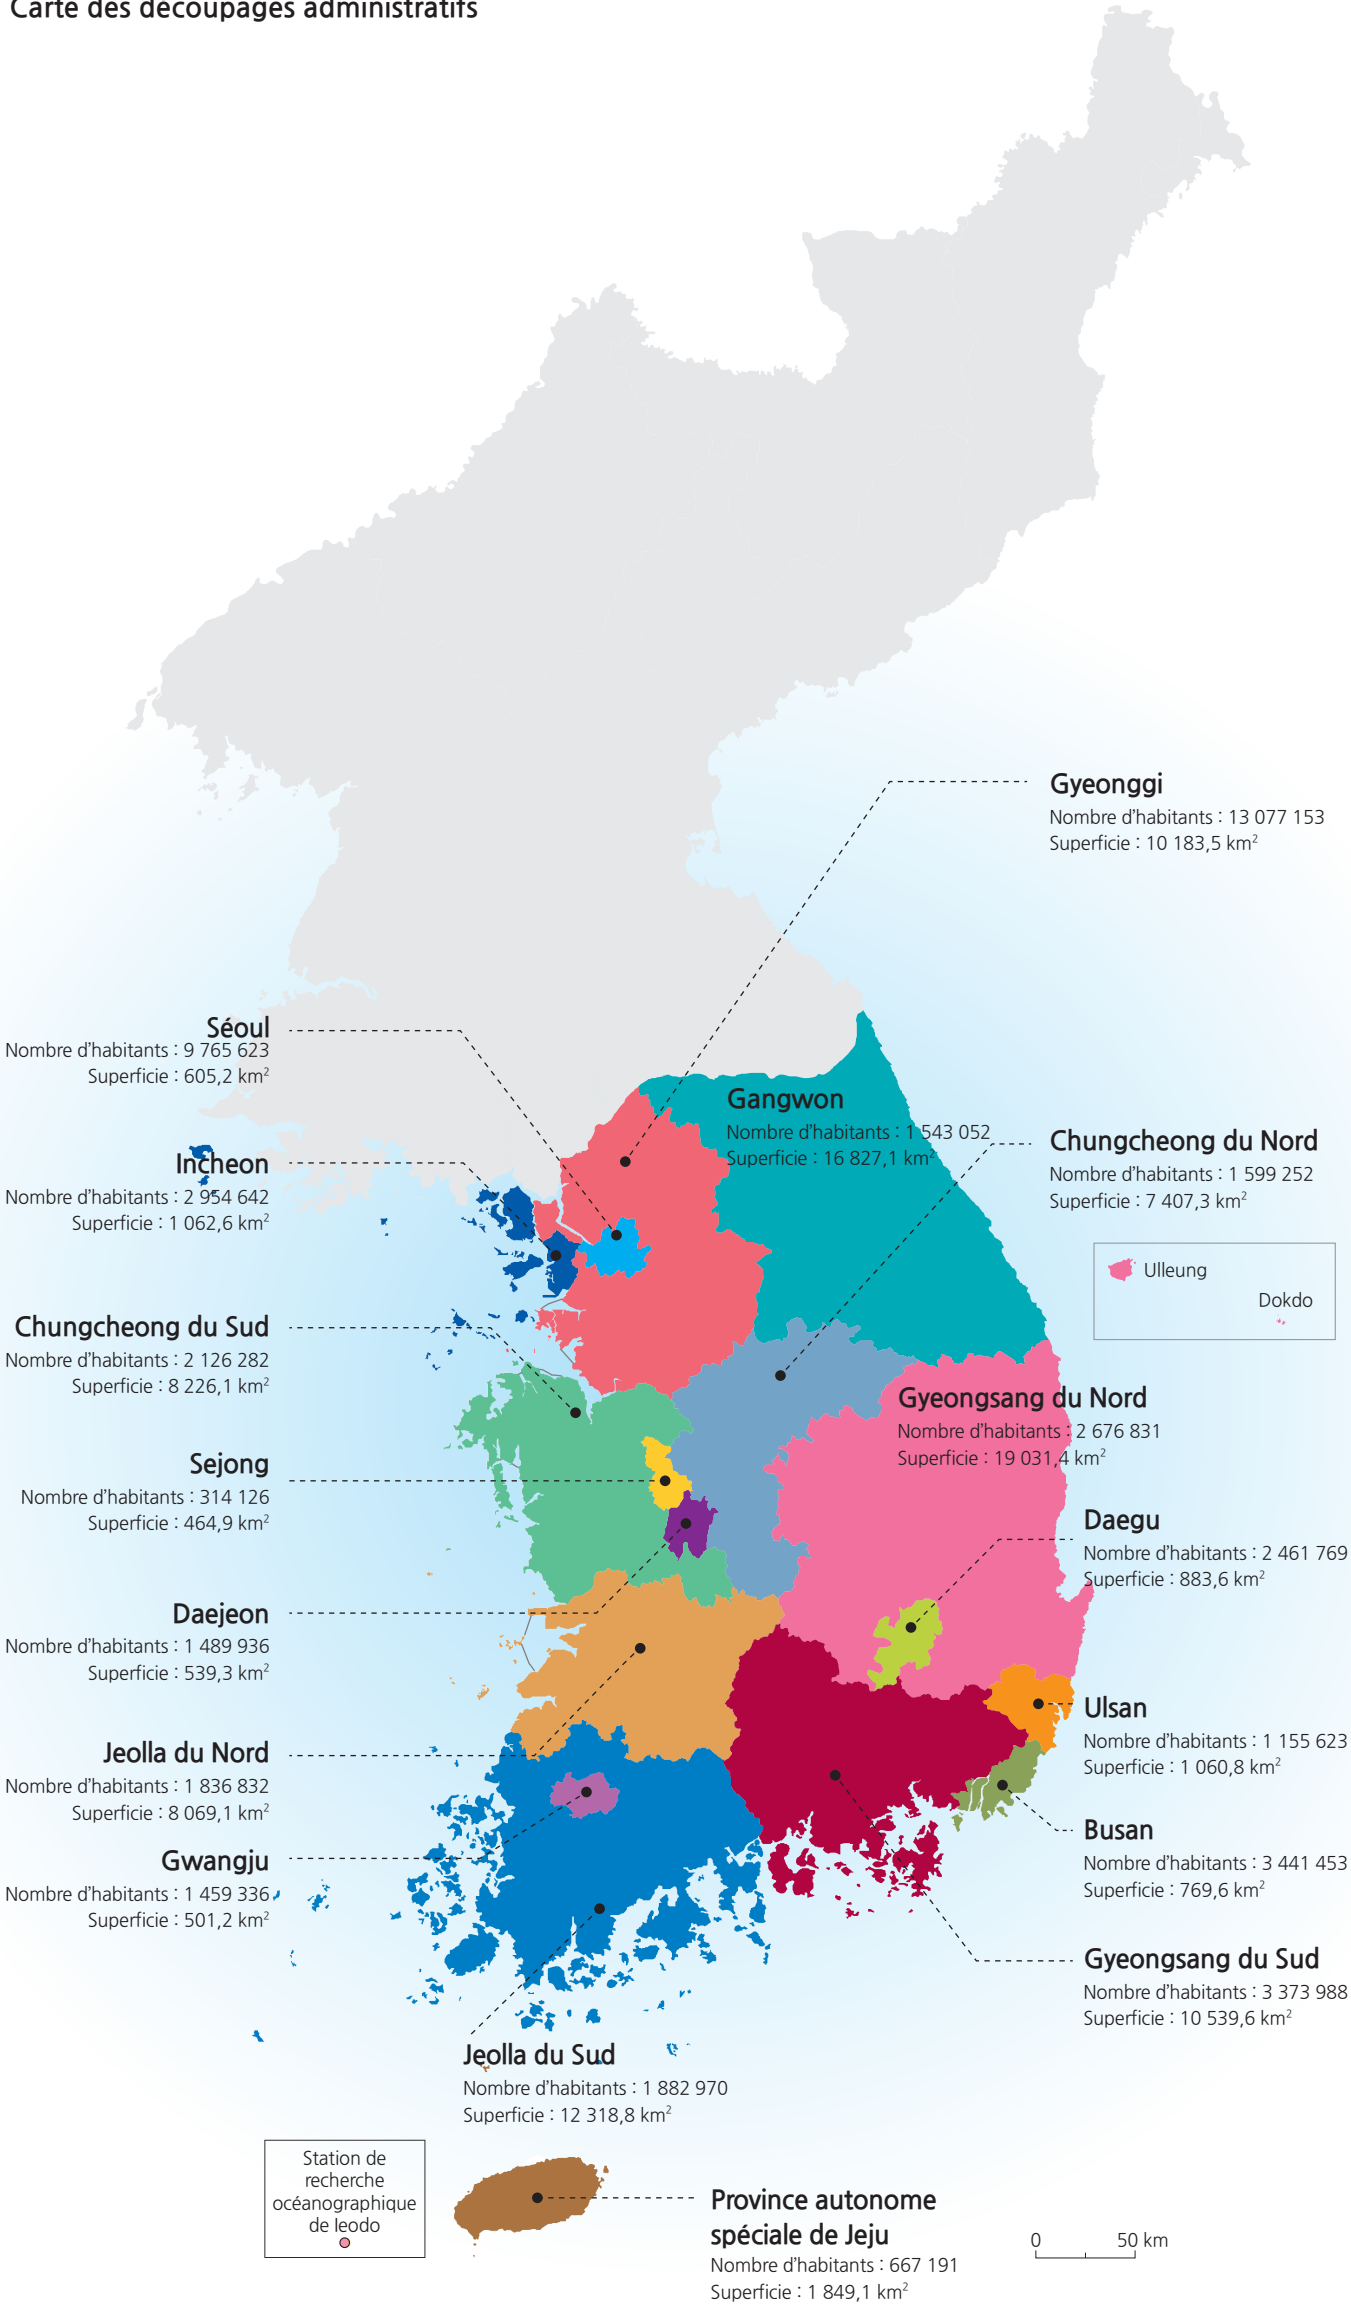 Carte des découpages administratifs
Gyeonggi
Nombre d'habitants : 13 077 153
Superficie : 10 183,5 km²
Séoul
Nombre d'habitants : 9 765 623
Superficie : 605,2 km²
Gangwon
Nombre d'habitants : 1 543 052
Superficie : 16 827,1 km²
Chungcheong du Nord
Nombre d'habitants : 1 599 252
Superficie : 7 407,3 km²
Incheon
Nombre d'habitants : 2 954 642
Superficie : 1 062,6 km²
Ulleung
Dokdo
Chungcheong du Sud
Nombre d'habitants : 2 126 282
Superficie : 8 226,1 km²
Gyeongsang du Nord
Nombre d'habitants : 2 676 831
Superficie : 19 031,4 km²
Sejong
Nombre d'habitants : 314 126
Superficie : 464,9 km²
Daegu
Nombre d'habitants : 2 461 769
Superficie : 883,6 km²
Daejeon
Nombre d'habitants : 1 489 936
Superficie : 539,3 km²
Ulsan
Nombre d'habitants : 1 155 623
Superficie : 1 060,8 km²
Jeolla du Nord
Nombre d'habitants : 1 836 832
Superficie : 8 069,1 km²
Busan
Nombre d'habitants : 3 441 453
Superficie : 769,6 km²
Gwangju
Nombre d'habitants : 1 459 336
Superficie : 501,2 km²
Gyeongsang du Sud
Nombre d'habitants : 3 373 988
Superficie : 10 539,6 km²
Jeolla du Sud
Nombre d'habitants : 1 882 970
Superficie : 12 318,8 km²
Station de
recherche
océanographique
de Ieodo
Province autonome
spéciale de Jeju
Nombre d'habitants : 667 191
Superficie : 1 849,1 km²
0 50 km